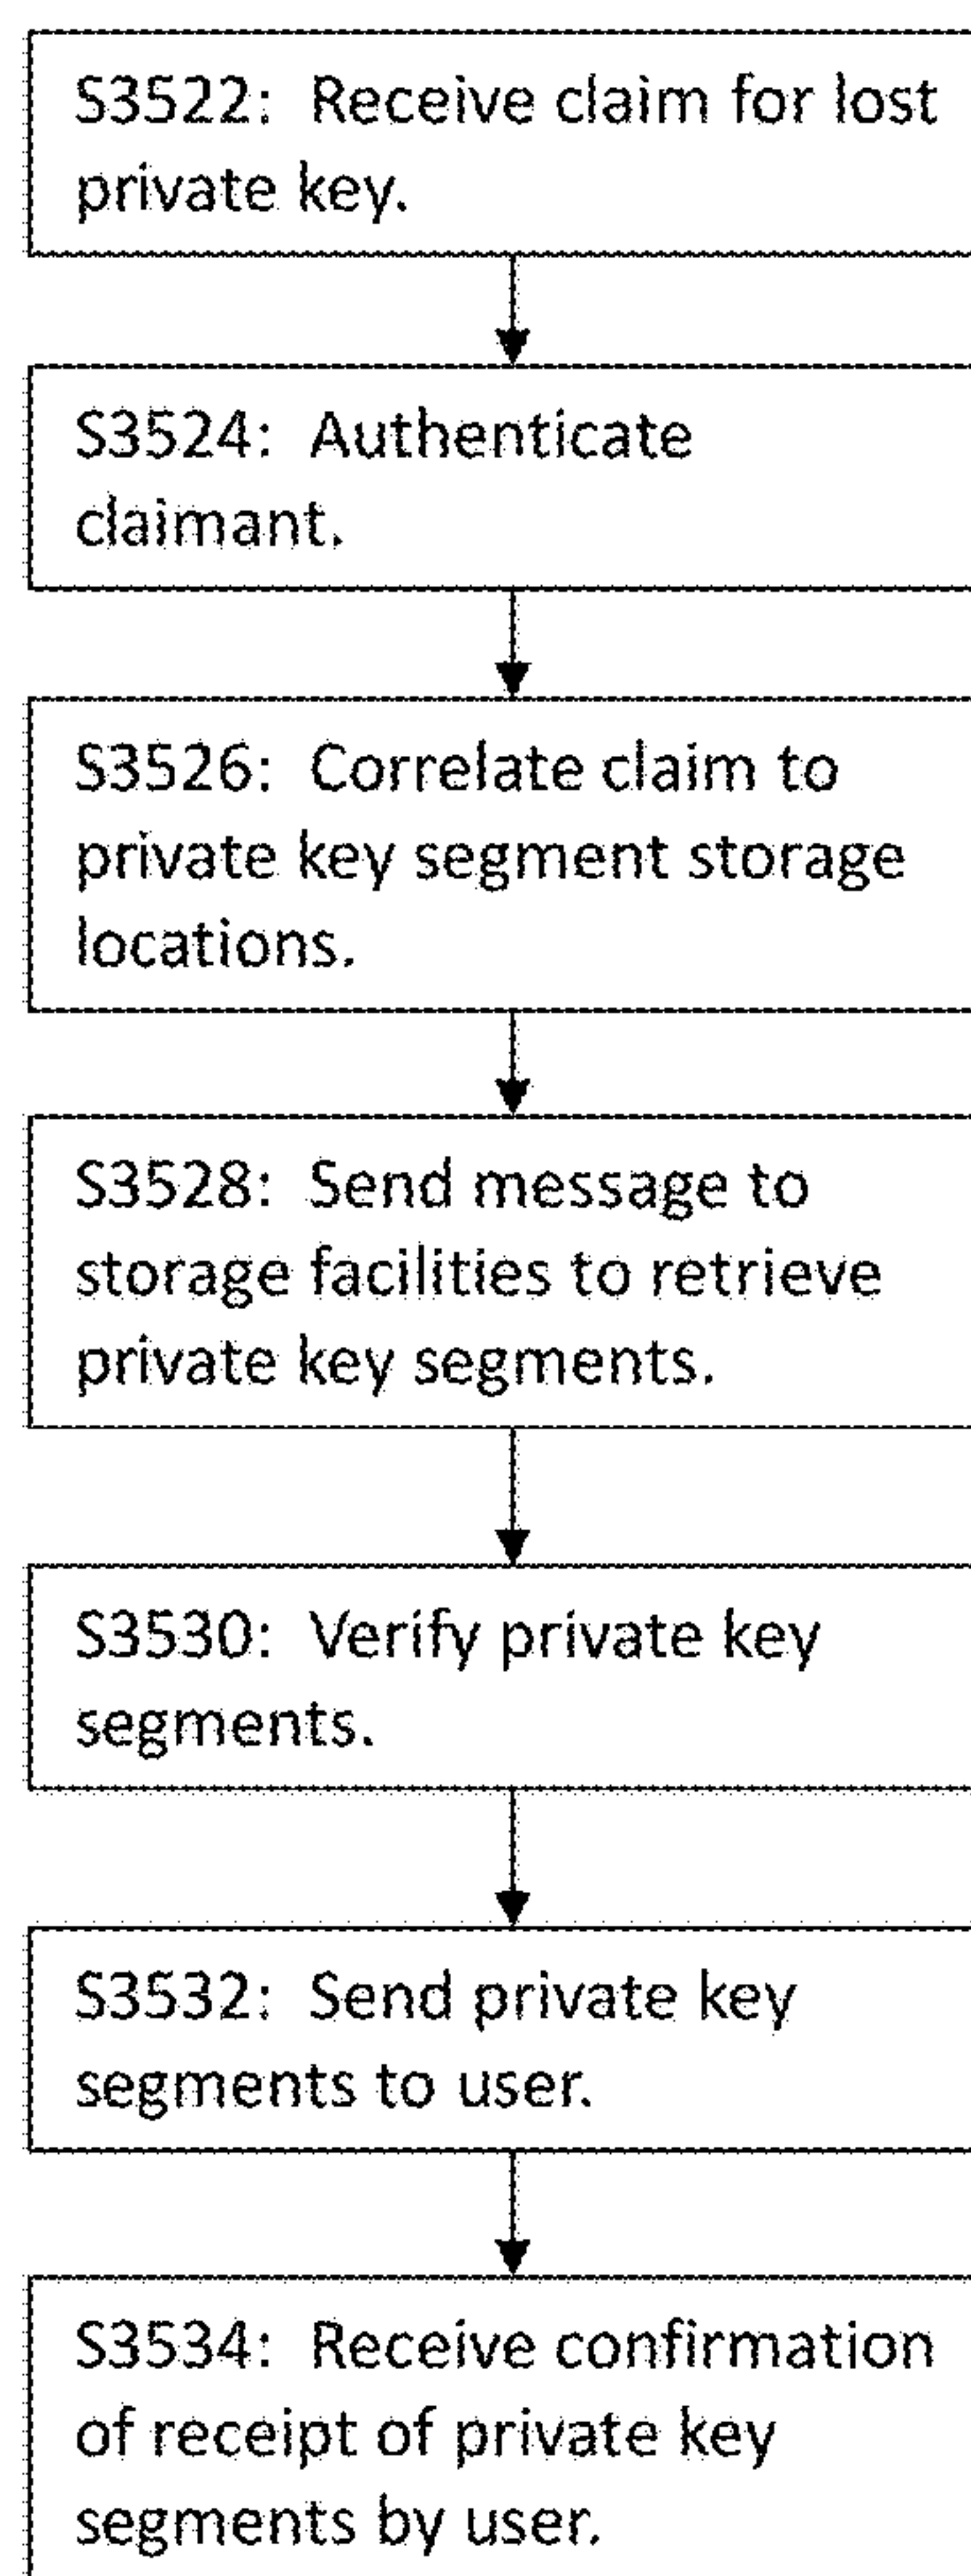 S3522: Receive claim for lost
private key.
S3524: Authenticate
claimant.
S3526: Correlate claim to
private key segment storage
locations.
S3528: Send message to
storage facilities to retrieve
private key segments.
S3530: Verify private key
segments.
S3532: Send private key
segments to user.
S3534: Receive confirmation
of receipt of private key
segments by user.